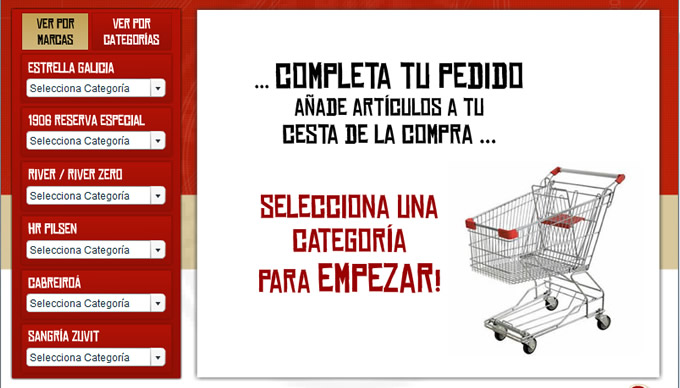 VER POR
MARCAS
VER POR
CATEGORÍAS
ESTRELLA GALICIA
Selecciona Categoría
1906 RESERVA ESPECIAL
Selecciona Categoría
RIVER / RIVER ZERO
Selecciona Categoría
HR PILSEN
Selecciona Categoría
CABREIROÁ
Selecciona Categoría
SANGRÍA ZUVIT
Selecciona Categoría
... COMPLETA TU PEDIDO
AÑADE ARTÍCULOS A TU
CESTA DE LA COMPRA ...
SELECCIONA UNA
CATEGORÍA
PARA EMPEZAR!